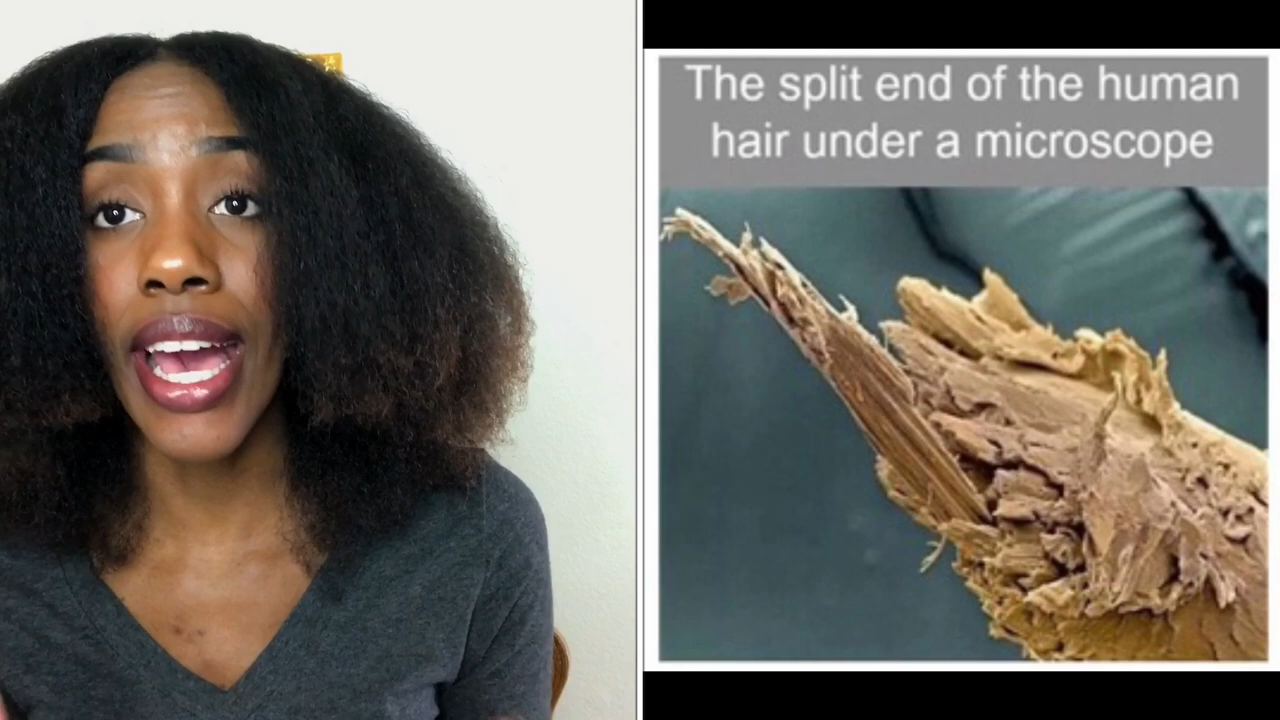 The split end of the human
hair under a microscope